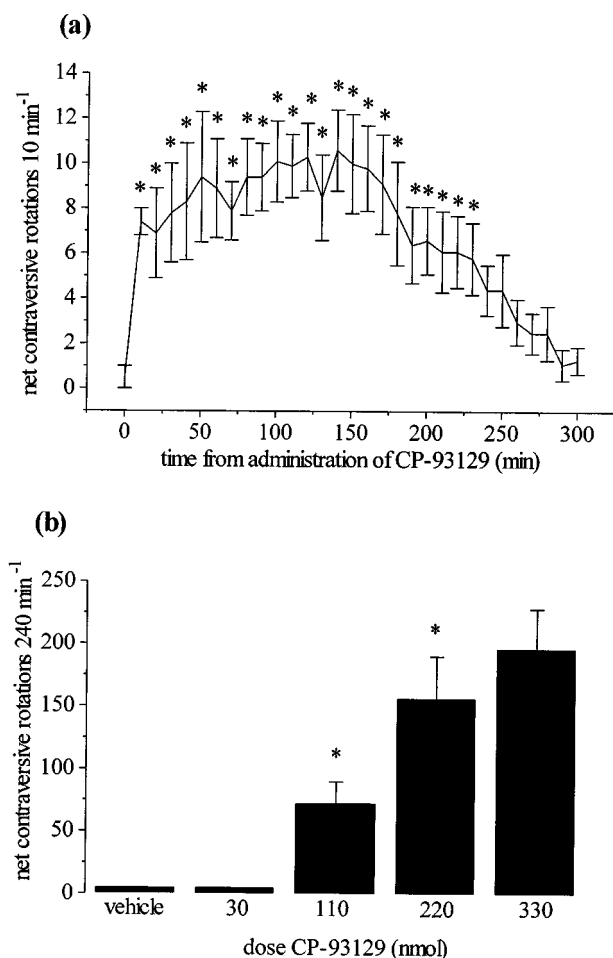 (a)
net contraversive rotations 10 min⁻¹
14
12
10
8
6
4
2
0
* * * * * * * * * * * * * * * * * * * * * * *
0 50 100 150 200 250 300
time from administration of CP-93129 (min)
(b)
net contraversive rotations 240 min⁻¹
250
200
150
100
50
0
*
*
vehicle 30 110 220 330
dose CP-93129 (nmol)